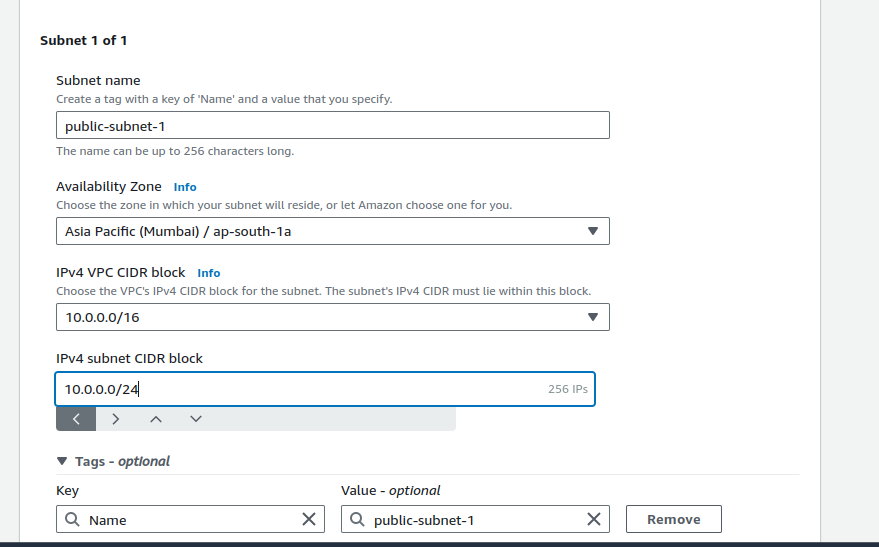 Subnet 1 of 1
Subnet name
Create a tag with a key of 'Name' and a value that you specify.
public-subnet-1
The name can be up to 256 characters long.
Availability Zone Info
Choose the zone in which your subnet will reside, or let Amazon choose one for you.
Asia Pacific (Mumbai) / ap-south-1a
IPv4 VPC CIDR block Info
Choose the VPC's IPv4 CIDR block for the subnet. The subnet's IPv4 CIDR must lie within this block.
10.0.0.0/16
IPv4 subnet CIDR block
10.0.0.0/24 256 IPs
Tags - optional
Key Value - optional
Name public-subnet-1 Remove